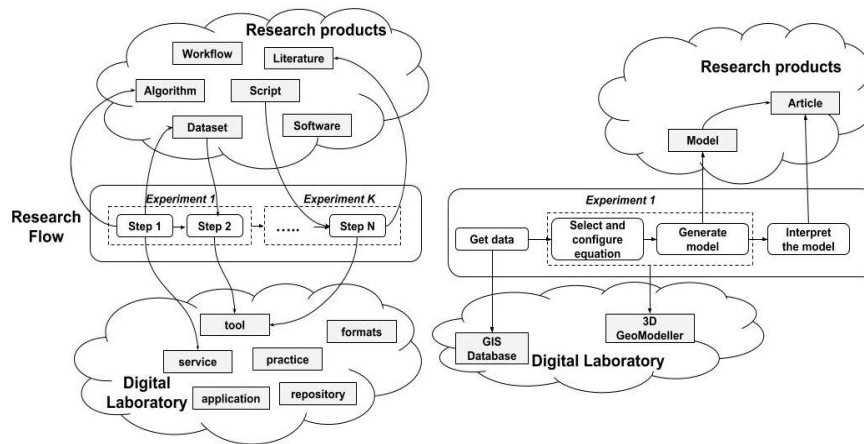 Research products
Workflow
Literature
Algorithm
Script
Dataset
Software
Research
Flow
Experiment 1
Experiment K
Step 1
Step 2
.....
Step N
tool
formats
service
practice
Digital
Laboratory
application
repository
Research products
Article
Model
Experiment 1
Get data
Select and
configure
equation
Generate
model
Interpret
the model
GIS
Database
3D
GeoModeller
Digital Laboratory